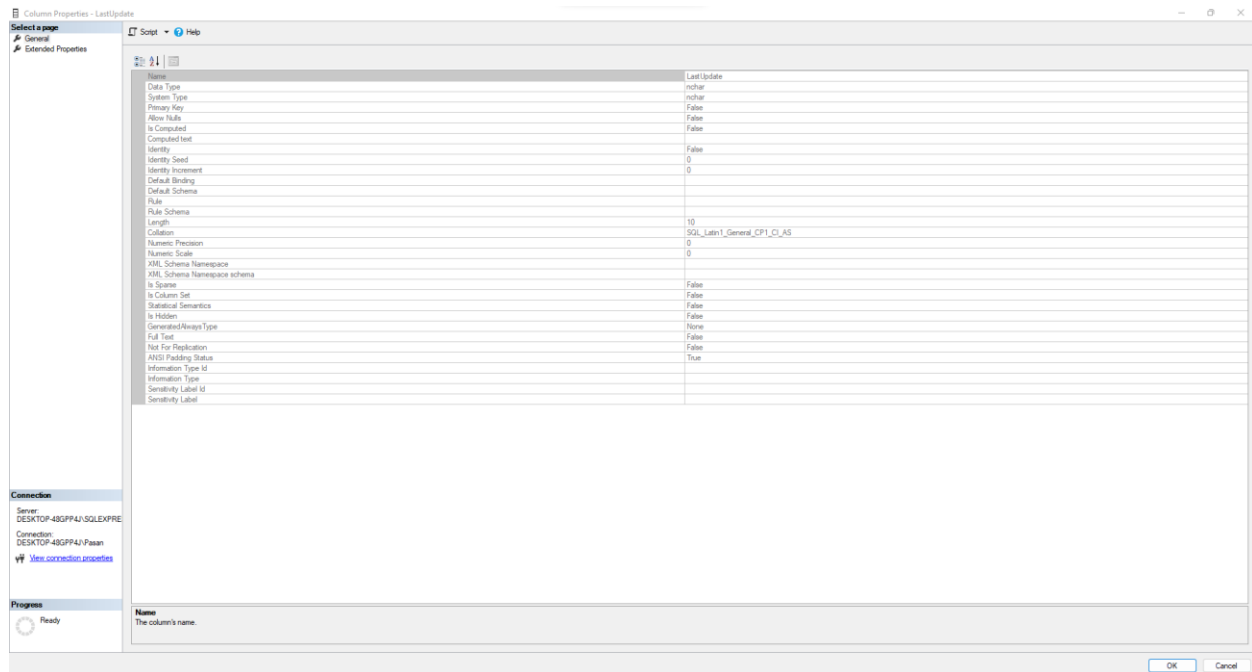 Column Properties - LastUpdate
Select a page
General
Extended Properties
Script Help
Name LastUpdate
Data Type nchar
System Type nchar
Primary Key False
Allow Nulls False
Is Computed False
Computed text
Identity False
Identity Seed 0
Identity Increment 0
Default Binding
Default Schema
Rule
Rule Schema
Length 10
Collation SQL_Latin1_General_CP1_CI_AS
Numeric Precision 0
Numeric Scale 0
XML Schema Namespace
XML Schema Namespace schema
Is Sparse False
Is Column Set False
Statistical Semantics False
Is Hidden False
GeneratedAlwaysType None
Full Text False
Not For Replication False
ANSI Padding Status True
Information Type Id
Information Type
Sensitivity Label Id
Sensitivity Label
Connection
Server:
DESKTOP-48GPP4J\SQLEXPRE
Connection:
DESKTOP-48GPP4J\Pasan
View connection properties
Progress
Ready
Name
The column's name.
OK Cancel